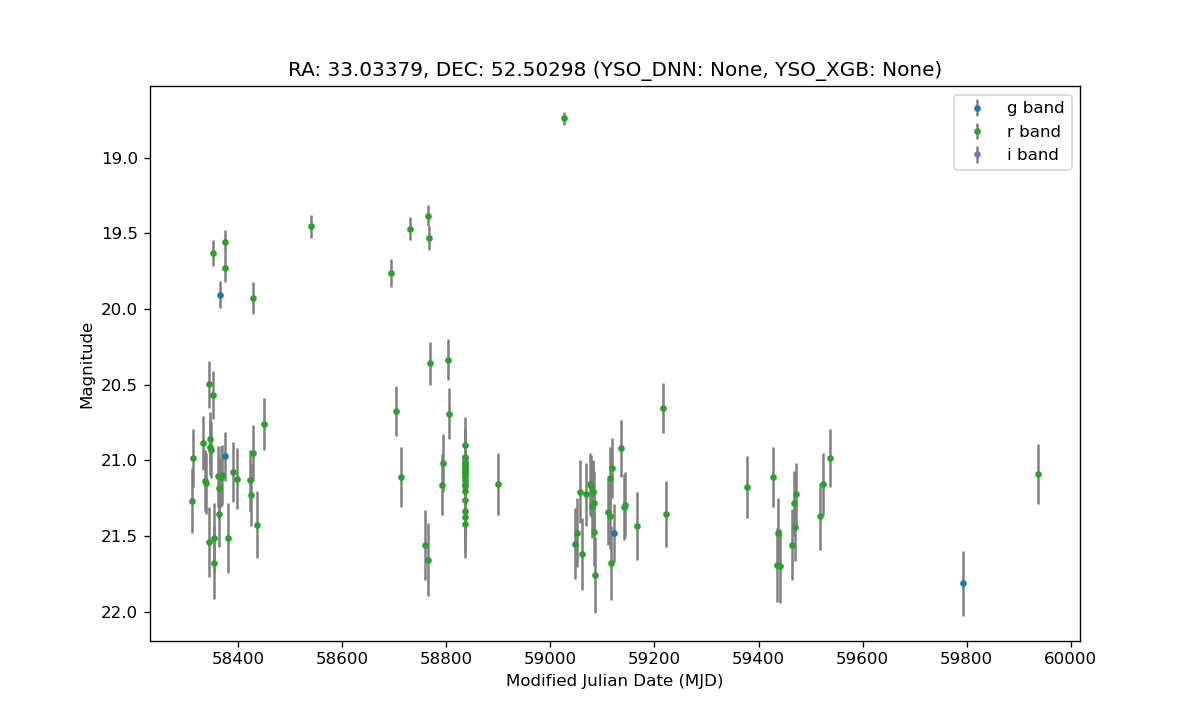 RA: 33.03379, DEC: 52.50298 (YSO_DNN: None, YSO_XGB: None)
g band
r band
i band
Magnitude
19.0
19.5
20.0
20.5
21.0
21.5
22.0
58400 58600 58800 59000 59200 59400 59600 59800 60000
Modified Julian Date (MJD)